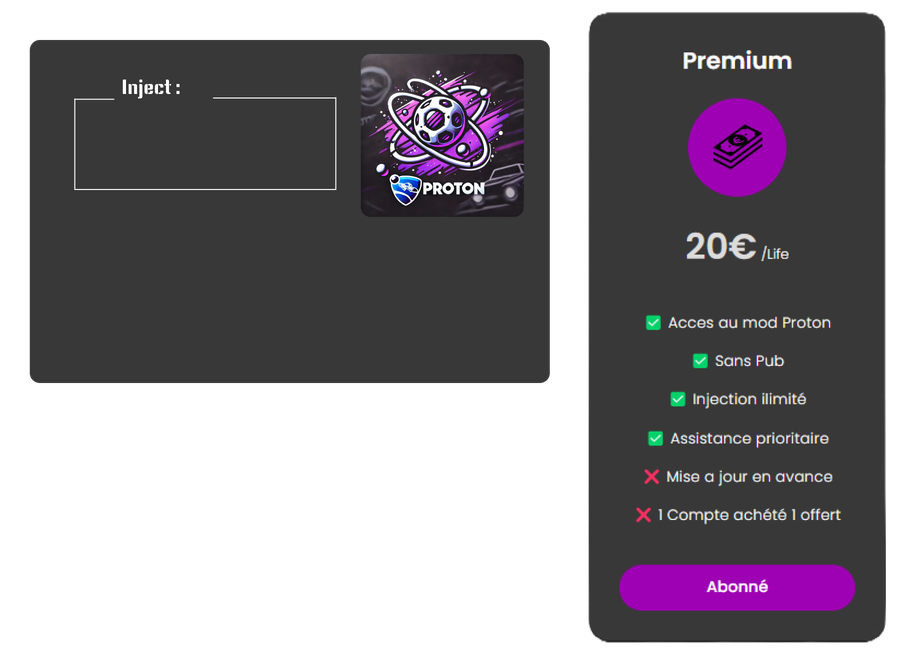 Inject :
PROTON
Premium
20€ /Life
Acces au mod Proton
Sans Pub
Injection ilimité
Assistance prioritaire
Mise a jour en avance
1 Compte achété 1 offert
Abonné